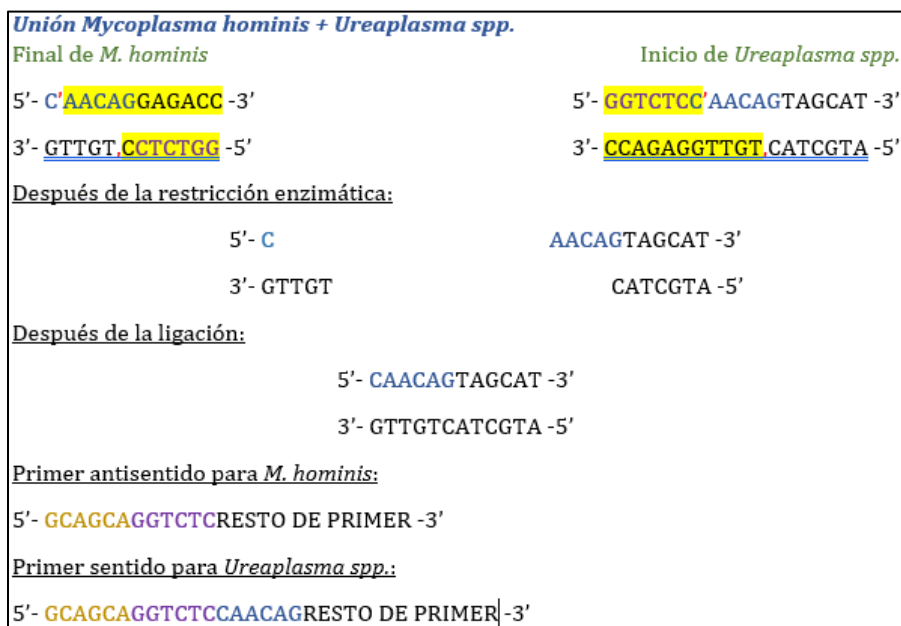 Unión Mycoplasma hominis + Ureaplasma spp.
Final de M. hominis Inicio de Ureaplasma spp.
5’- C’AACAGGAGACC -3’ 5’- GGTCTCC’AACAGTAGCAT -3’
3’- GTTGT,CCTCTGG -5’ 3’- CCAGAGGTTGT,CATCGTA -5’
Después de la restricción enzimática:
5’- C AACAGTAGCAT -3’
3’- GTTGT CATCGTA -5’
Después de la ligación:
5’- CAACAGTAGCAT -3’
3’- GTTGTCATCGTA -5’
Primer antisentido para M. hominis:
5’- GCAGCAGGTCTCRESTO DE PRIMER -3’
Primer sentido para Ureaplasma spp.:
5’- GCAGCAGGTCTCCAACAGRESTO DE PRIMER -3’